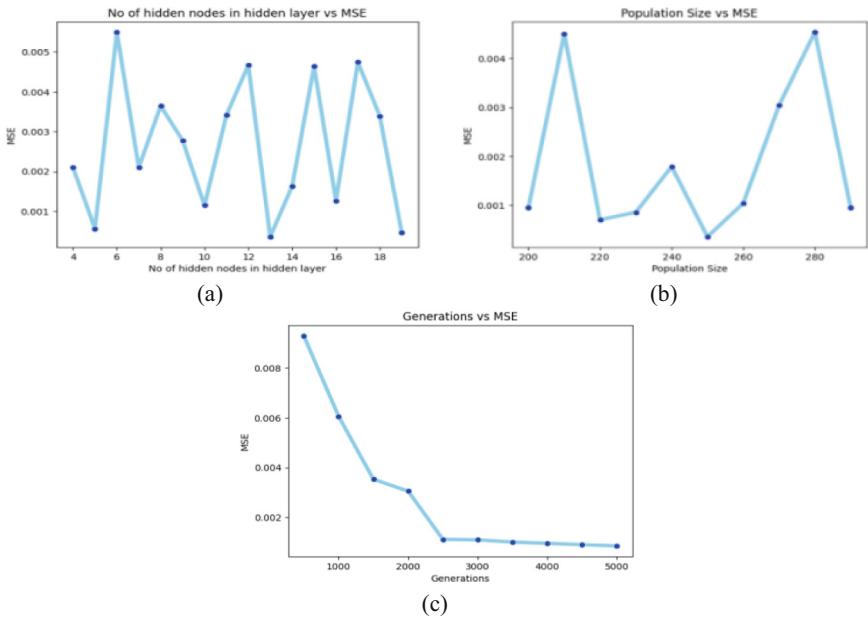 No of hidden nodes in hidden layer vs MSE
MSE
0.005
0.004
0.003
0.002
0.001
4 6 8 10 12 14 16 18
No of hidden nodes in hidden layer
(a)
Population Size vs MSE
MSE
0.004
0.003
0.002
0.001
200 220 240 260 280
Population Size
(b)
Generations vs MSE
MSE
0.008
0.006
0.004
0.002
1000 2000 3000 4000 5000
Generations
(c)